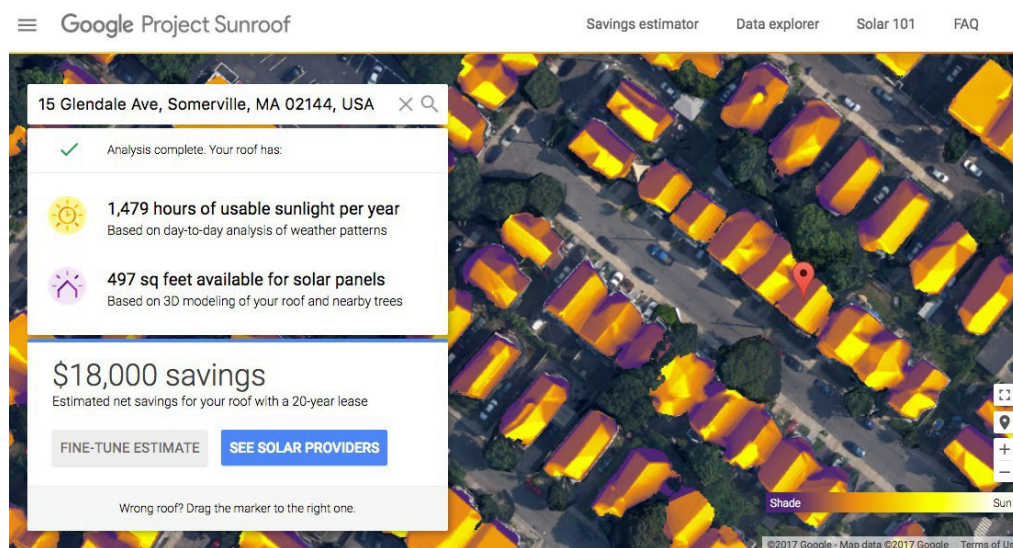 Google Project Sunroof
Savings estimator
Data explorer
Solar 101
FAQ
15 Glendale Ave, Somerville, MA 02144, USA
Analysis complete. Your roof has:
1,479 hours of usable sunlight per year
Based on day-to-day analysis of weather patterns
497 sq feet available for solar panels
Based on 3D modeling of your roof and nearby trees
$18,000 savings
Estimated net savings for your roof with a 20-year lease
FINE-TUNE ESTIMATE
SEE SOLAR PROVIDERS
Wrong roof? Drag the marker to the right one.
Shade
Sun
©2017 Google - Map data ©2017 Google
Terms of Us